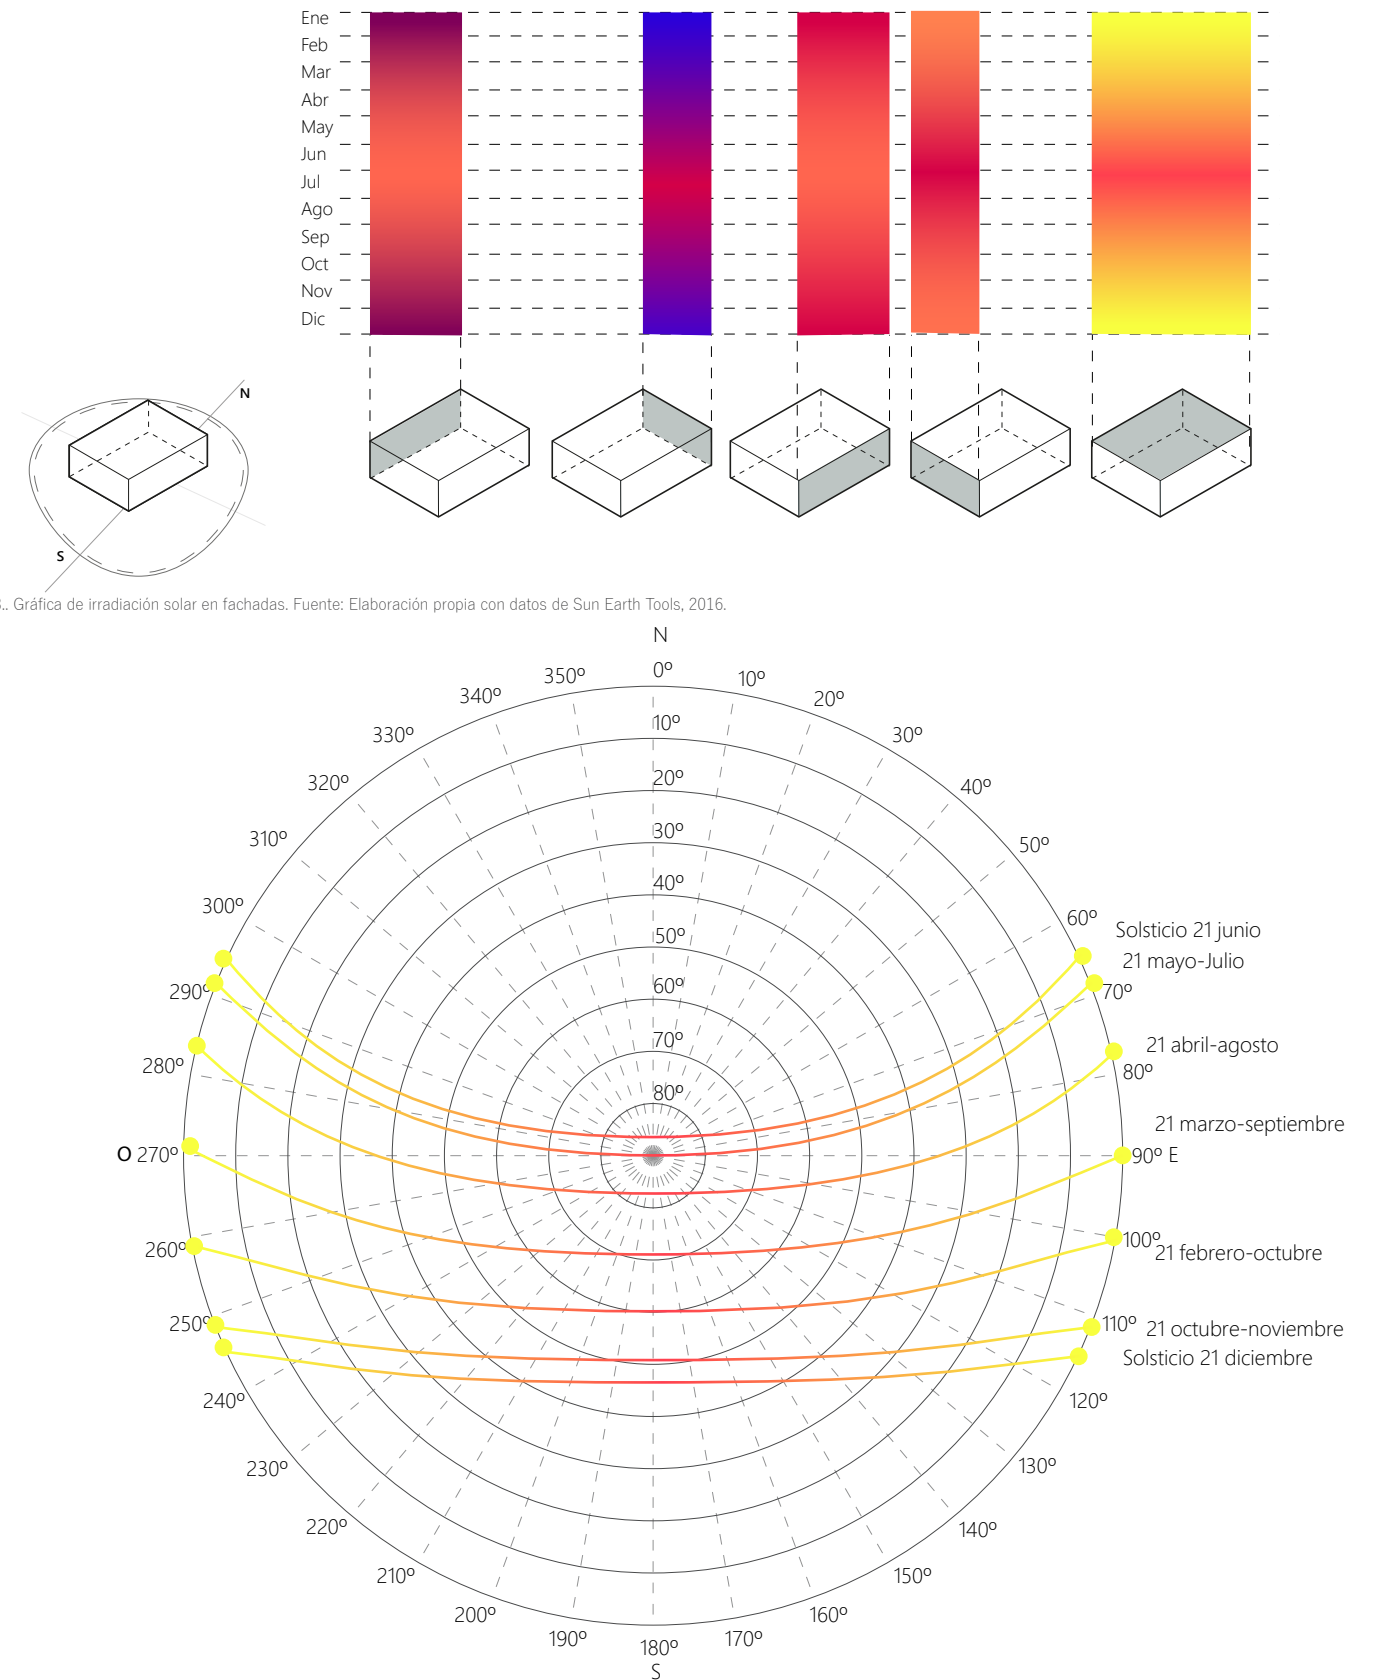 Ene
Feb
Mar
Abr
May
Jun
Jul
Ago
Sep
Oct
Nov
Dic
N
S
.. Gráfica de irradiación solar en fachadas. Fuente: Elaboración propia con datos de Sun Earth Tools, 2016.
N
0º
350º
10º
340º
20º
330º
10º
30º
320º
20º
40º
310º
30º
50º
40º
300º
60º
Solsticio 21 junio
50º
21 mayo-Julio
290º
60º
70º
70º
21 abril-agosto
280º
80º
80º
21 marzo-septiembre
O 270º
90º E
260º
100º
21 febrero-octubre
250º
110º
21 octubre-noviembre
Solsticio 21 diciembre
240º
120º
230º
130º
220º
140º
210º
150º
200º
160º
190º
170º
180º
S